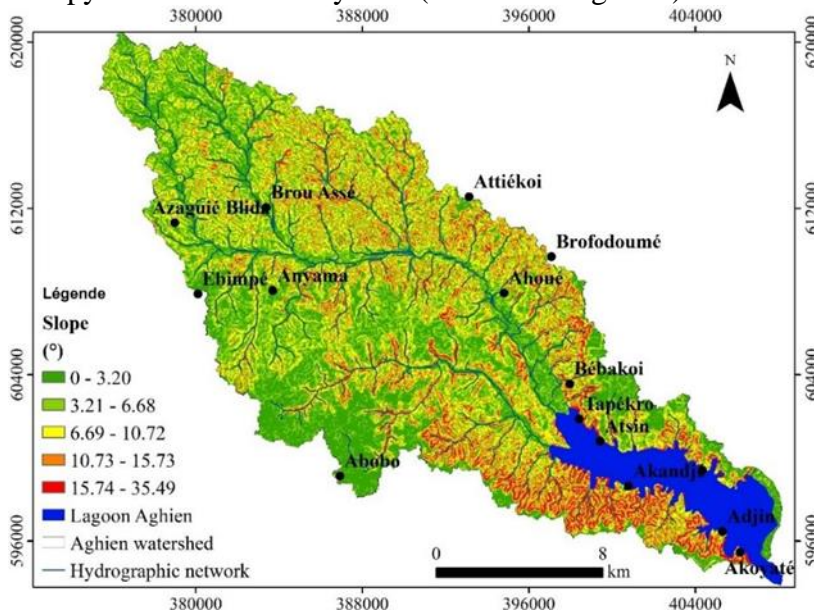 380000 388000 396000 404000
620000 620000
N
Attiékoi
Brou Assé
612000 612000
Azaguié Blida
Brofodoumé
Ebimpé Anyama Ahoué
Légende
Slope
(°)
0 - 3.20
3.21 - 6.68
6.69 - 10.72
10.73 - 15.73
15.74 - 35.49
Lagoon Aghien
Aghien watershed
Hydrographic network
604000 604000
Bébakoi
Tapékro
Atsin
Abobo
Akandjé
Adjin
596000 596000
Akoyaté
0 8
km
380000 388000 396000 404000